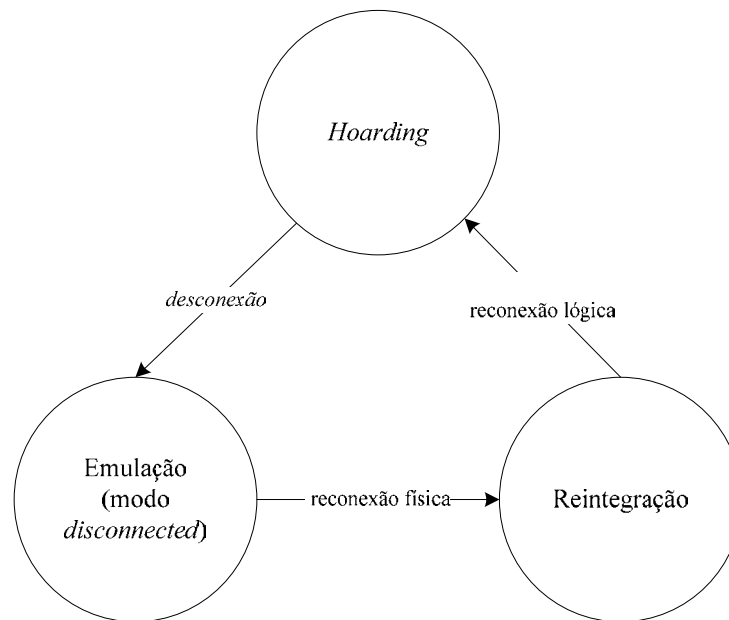 Hoarding
desconexão
reconexão lógica
Emulação
(modo
disconnected)
reconexão física
Reintegração